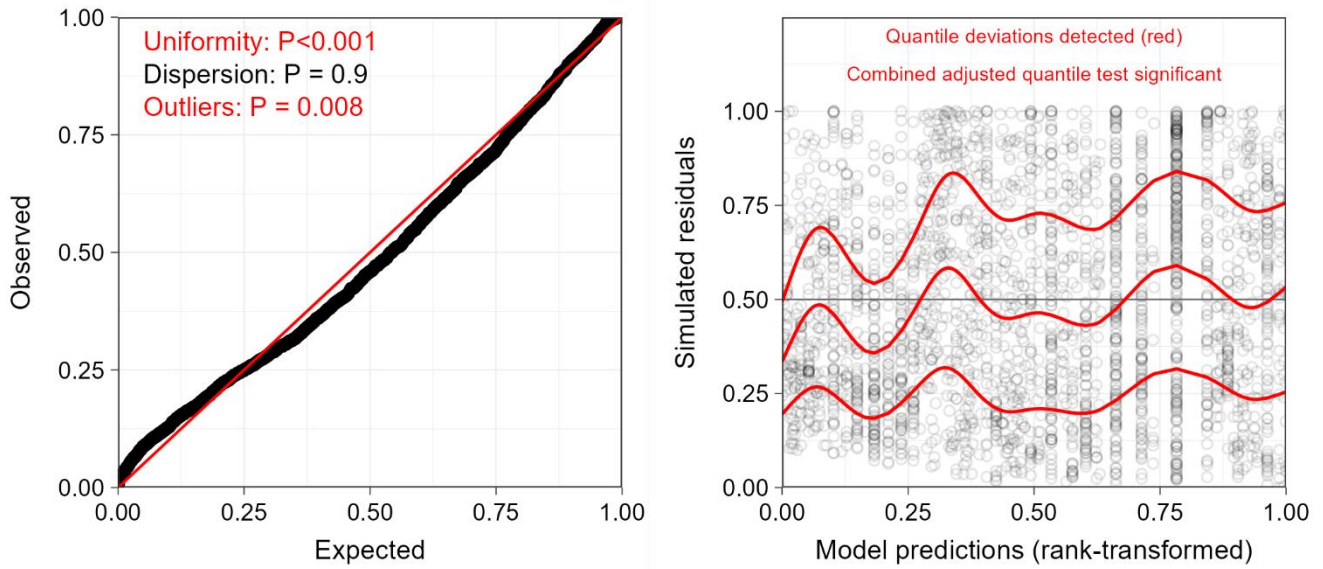 1.00
0.75
0.50
0.25
0.00
Observed
Uniformity: P<0.001
Dispersion: P = 0.9
Outliers: P = 0.008
0.00 0.25 0.50 0.75 1.00
Expected
Quantile deviations detected (red)
Combined adjusted quantile test significant
1.00
0.75
0.50
0.25
0.00
Simulated residuals
0.00 0.25 0.50 0.75 1.00
Model predictions (rank-transformed)